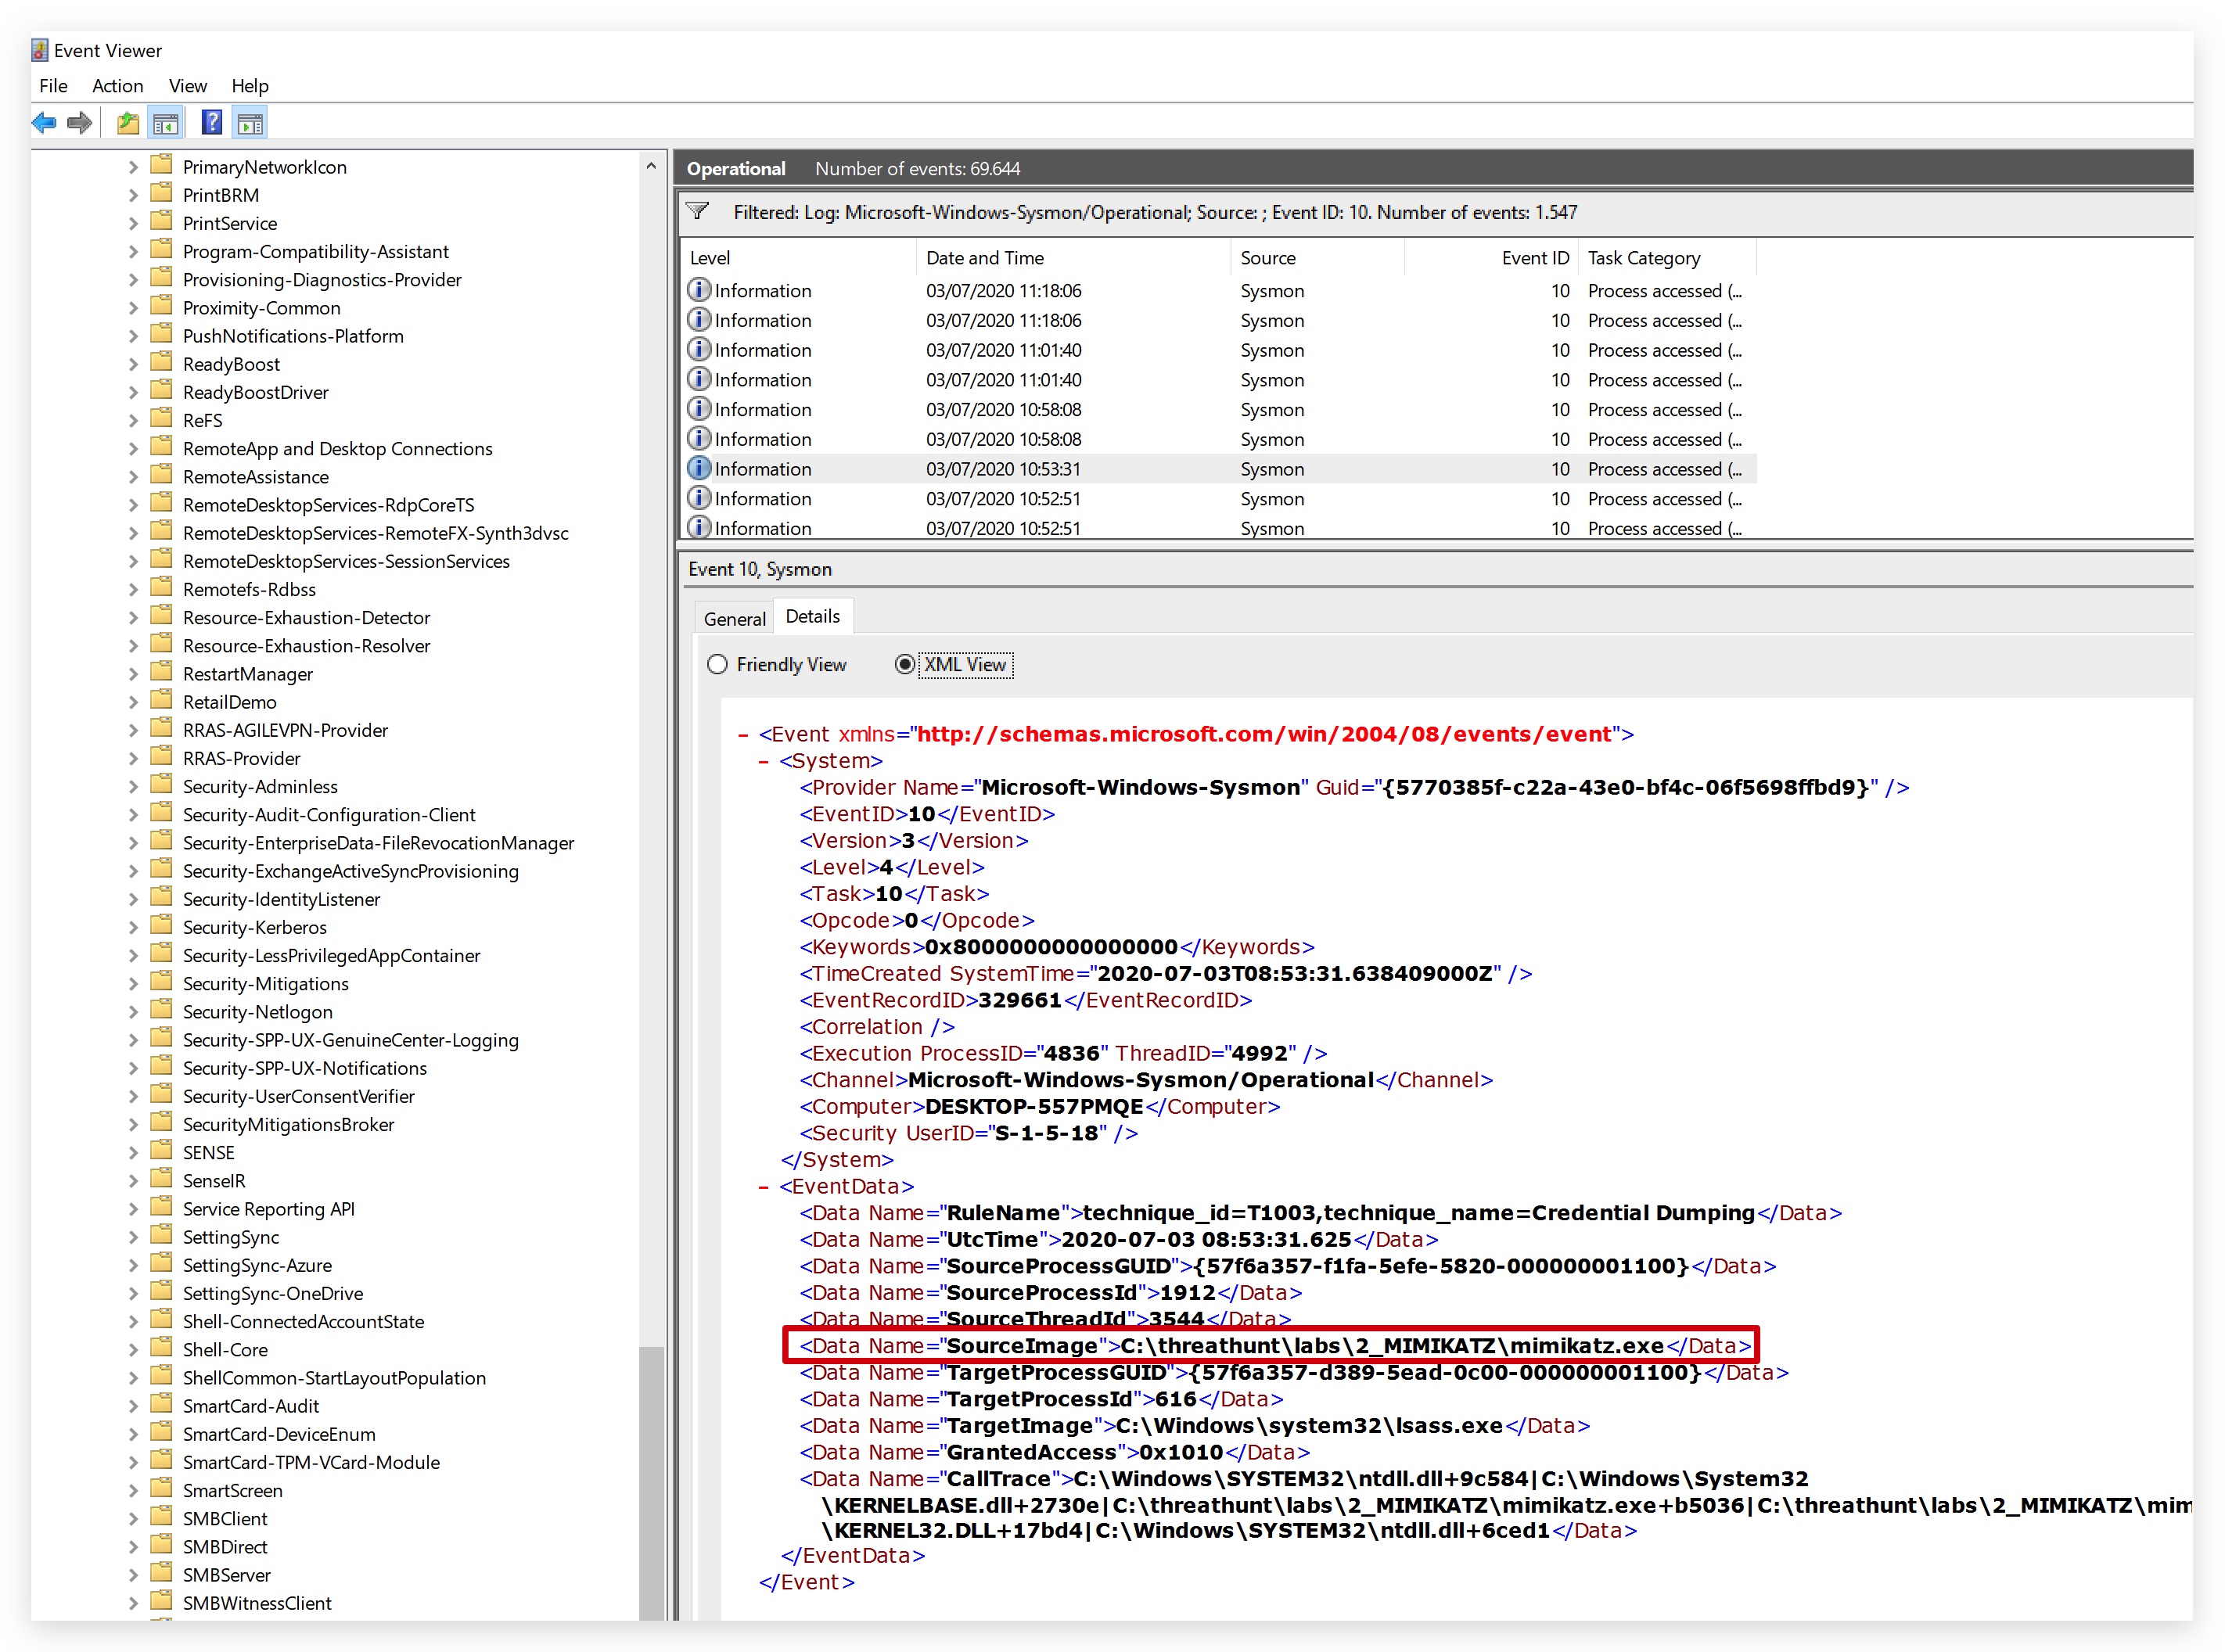 Event Viewer
File Action View Help
PrimaryNetworkIcon
PrintBRM
PrintService
Program-Compatibility-Assistant
Provisioning-Diagnostics-Provider
Proximity-Common
PushNotifications-Platform
ReadyBoost
ReadyBoostDriver
ReFS
RemoteApp and Desktop Connections
RemoteAssistance
RemoteDesktopServices-RdpCoreTS
RemoteDesktopServices-RemoteFX-Synth3dvsc
RemoteDesktopServices-SessionServices
Remotefs-Rdbss
Resource-Exhaustion-Detector
Resource-Exhaustion-Resolver
RestartManager
RetailDemo
RRAS-AGILEVPN-Provider
RRAS-Provider
Security-Adminless
Security-Audit-Configuration-Client
Security-EnterpriseData-FileRevocationManager
Security-ExchangeActiveSyncProvisioning
Security-IdentityListener
Security-Kerberos
Security-LessPrivilegedAppContainer
Security-Mitigations
Security-Netlogon
Security-SPP-UX-GenuineCenter-Logging
Security-SPP-UX-Notifications
Security-UserConsentVerifier
SecurityMitigationsBroker
SENSE
SenseIR
Service Reporting API
SettingSync
SettingSync-Azure
SettingSync-OneDrive
Shell-ConnectedAccountState
Shell-Core
ShellCommon-StartLayoutPopulation
SmartCard-Audit
SmartCard-DeviceEnum
SmartCard-TPM-VCard-Module
SmartScreen
SMBClient
SMBDirect
SMBServer
SMBWitnessClient
Operational Number of events: 69.644
Filtered: Log: Microsoft-Windows-Sysmon/Operational; Source: ; Event ID: 10. Number of events: 1.547
Level Date and Time Source Event ID Task Category
Information 03/07/2020 11:18:06 Sysmon 10 Process accessed (...
Information 03/07/2020 11:18:06 Sysmon 10 Process accessed (...
Information 03/07/2020 11:01:40 Sysmon 10 Process accessed (...
Information 03/07/2020 11:01:40 Sysmon 10 Process accessed (...
Information 03/07/2020 10:58:08 Sysmon 10 Process accessed (...
Information 03/07/2020 10:58:08 Sysmon 10 Process accessed (...
Information 03/07/2020 10:53:31 Sysmon 10 Process accessed (...
Information 03/07/2020 10:52:51 Sysmon 10 Process accessed (...
Information 03/07/2020 10:52:51 Sysmon 10 Process accessed (...
Event 10, Sysmon
General Details
Friendly View XML View
- <Event xmlns="http://schemas.microsoft.com/win/2004/08/events/event">
- <System>
<Provider Name="Microsoft-Windows-Sysmon" Guid="{5770385f-c22a-43e0-bf4c-06f5698ffbd9}" />
<EventID>10</EventID>
<Version>3</Version>
<Level>4</Level>
<Task>10</Task>
<Opcode>0</Opcode>
<Keywords>0x8000000000000000</Keywords>
<TimeCreated SystemTime="2020-07-03T08:53:31.638409000Z" />
<EventRecordID>329661</EventRecordID>
<Correlation />
<Execution ProcessID="4836" ThreadID="4992" />
<Channel>Microsoft-Windows-Sysmon/Operational</Channel>
<Computer>DESKTOP-557PMQE</Computer>
<Security UserID="S-1-5-18" />
</System>
- <EventData>
<Data Name="RuleName">technique_id=T1003,technique_name=Credential Dumping</Data>
<Data Name="UtcTime">2020-07-03 08:53:31.625</Data>
<Data Name="SourceProcessGUID">{57f6a357-f1fa-5efe-5820-000000001100}</Data>
<Data Name="SourceProcessId">1912</Data>
<Data Name="SourceThreadId">3544</Data>
<Data Name="SourceImage">C:\threathunt\labs\2_MIMIKATZ\mimikatz.exe</Data>
<Data Name="TargetProcessGUID">{57f6a357-d389-5ead-0c00-000000001100}</Data>
<Data Name="TargetProcessId">616</Data>
<Data Name="TargetImage">C:\Windows\system32\lsass.exe</Data>
<Data Name="GrantedAccess">0x1010</Data>
<Data Name="CallTrace">C:\Windows\SYSTEM32\ntdll.dll+9c584|C:\Windows\System32
\KERNELBASE.dll+2730e|C:\threathunt\labs\2_MIMIKATZ\mimikatz.exe+b5036|C:\threathunt\labs\2_MIMIKATZ\mim
\KERNEL32.DLL+17bd4|C:\Windows\SYSTEM32\ntdll.dll+6ced1</Data>
</EventData>
</Event>